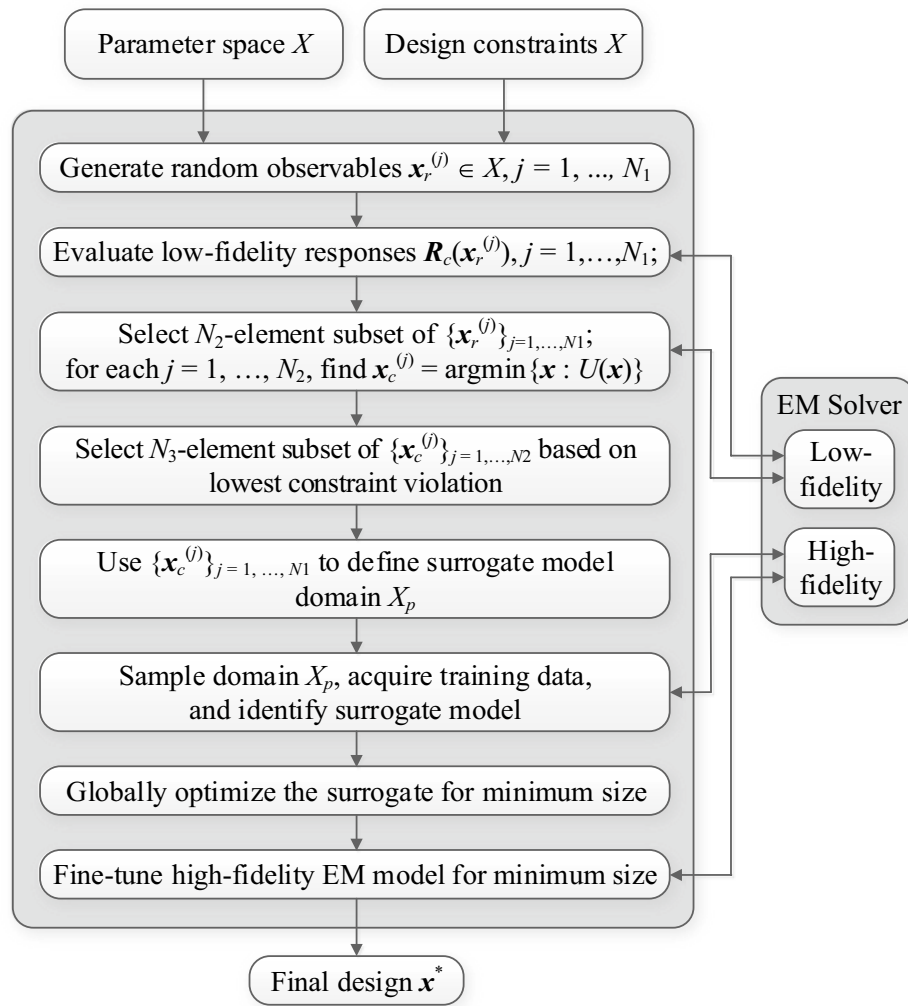 Parameter space X
Design constraints X
Generate random observables x_r^(j) ∈ X, j = 1, ..., N_1
Evaluate low-fidelity responses R_c(x_r^(j)), j = 1,…,N_1;
Select N_2-element subset of {x_r^(j)}_j=1,…,N1;
for each j = 1, …, N_2, find x_c^(j) = argmin{x : U(x)}
Select N_3-element subset of {x_c^(j)}_j = 1,…,N2 based on
lowest constraint violation
Use {x_c^(j)}_j = 1, …, N1 to define surrogate model
domain X_p
Sample domain X_p, acquire training data,
and identify surrogate model
Globally optimize the surrogate for minimum size
Fine-tune high-fidelity EM model for minimum size
Final design x^*
EM Solver
Low-
fidelity
High-
fidelity